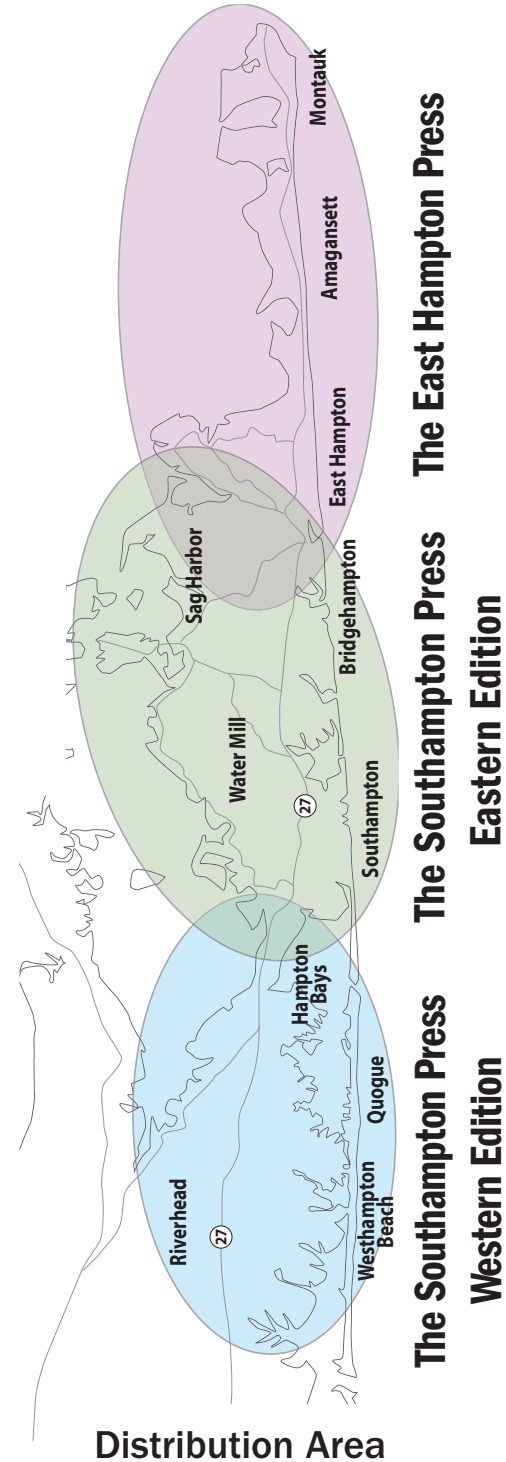 Distribution Area
Riverhead
27
Westhampton
Beach
Quogue
Hampton
Bays
Water Mill
27
Southampton
Sag Harbor
Bridgehampton
East Hampton
Amagansett
Montauk
The Southampton Press
Western Edition
The Southampton Press
Eastern Edition
The East Hampton Press